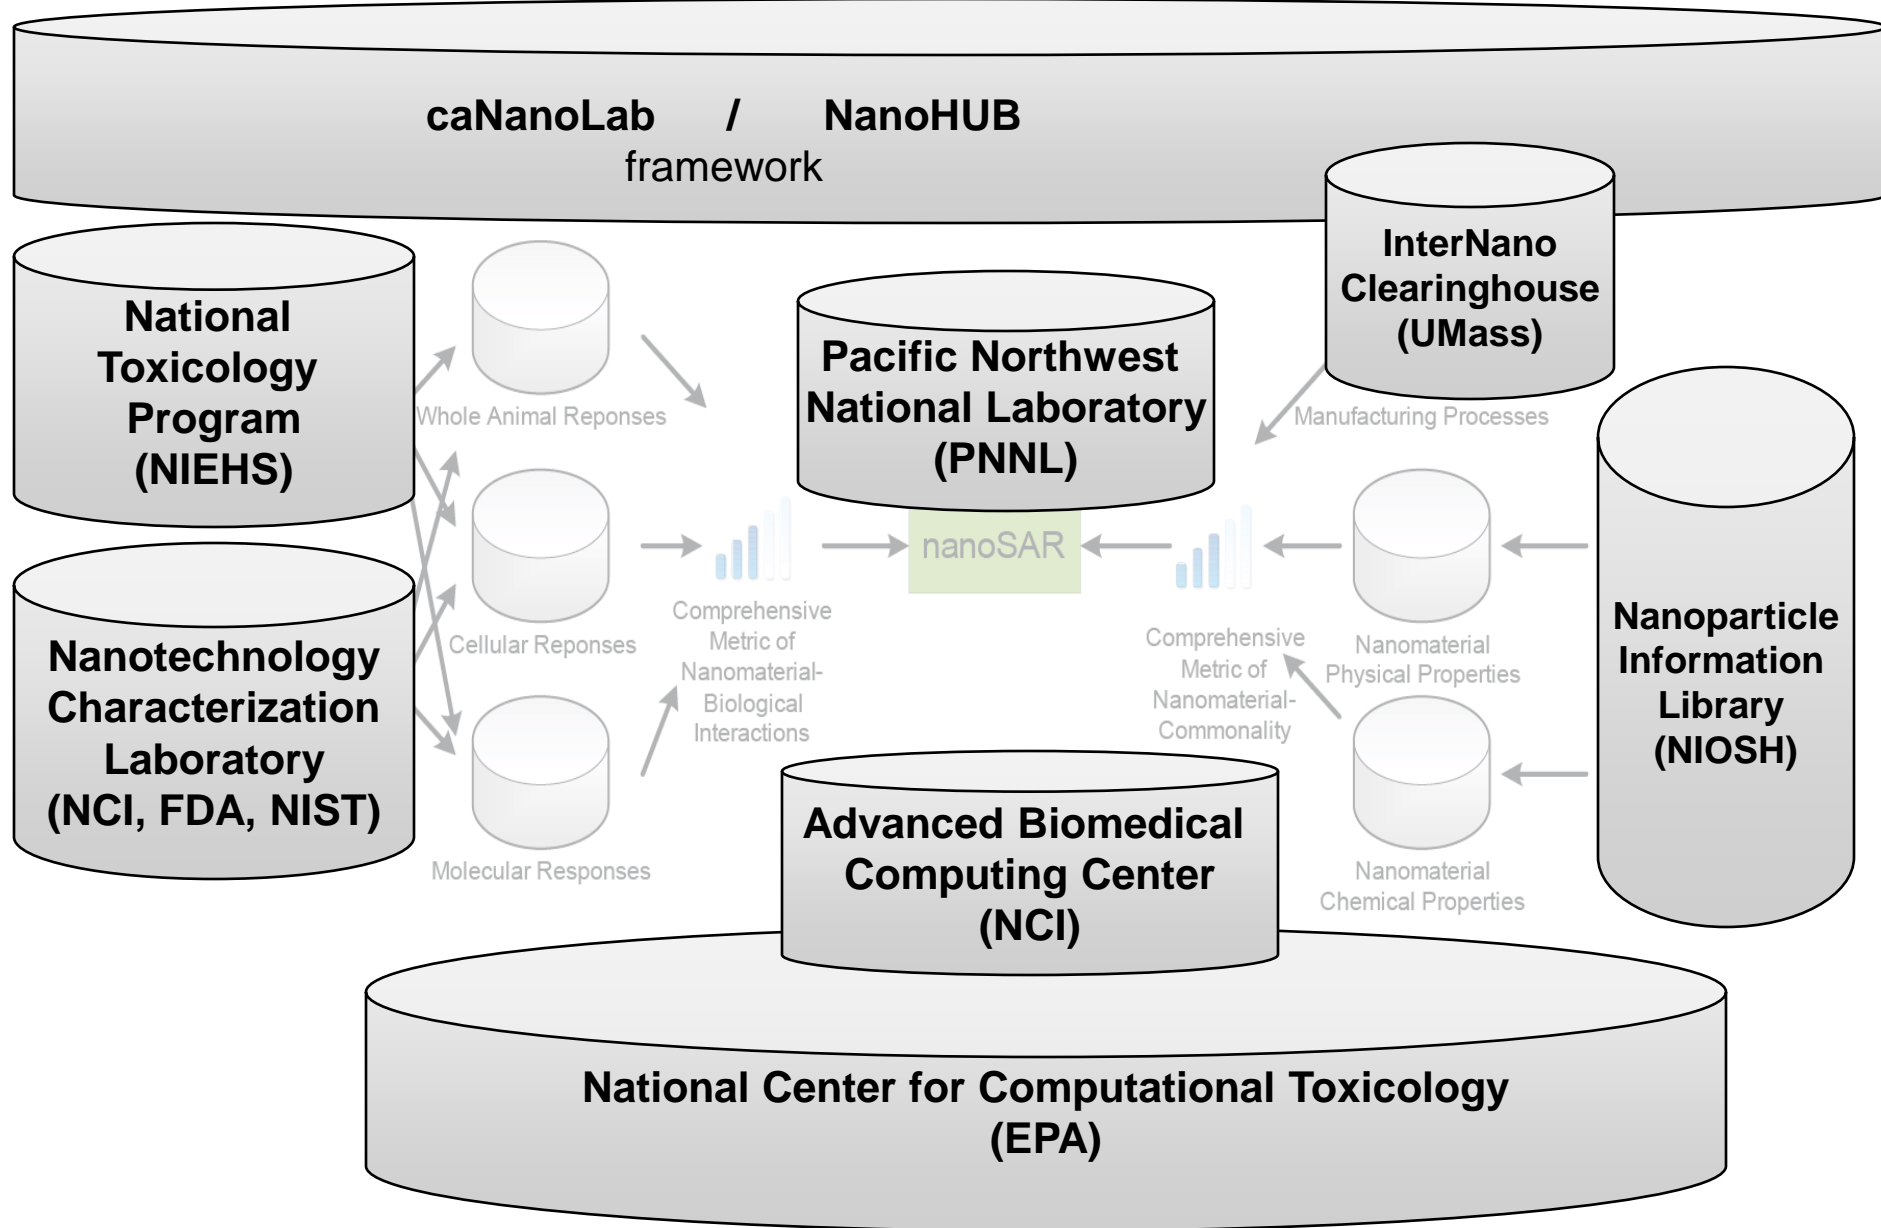 caNanoLab / NanoHUB
framework
InterNano
Clearinghouse
(UMass)
National
Toxicology
Program
(NIEHS)
Whole Animal Reponses
Pacific Northwest
National Laboratory
(PNNL)
Manufacturing Processes
nanoSAR
Nanotechnology
Characterization
Laboratory
(NCI, FDA, NIST)
Cellular Reponses
Comprehensive
Metric of
Nanomaterial-
Biological
Interactions
Comprehensive
Metric of
Nanomaterial-
Commonality
Nanomaterial
Physical Properties
Nanoparticle
Information
Library
(NIOSH)
Molecular Responses
Advanced Biomedical
Computing Center
(NCI)
Nanomaterial
Chemical Properties
National Center for Computational Toxicology
(EPA)